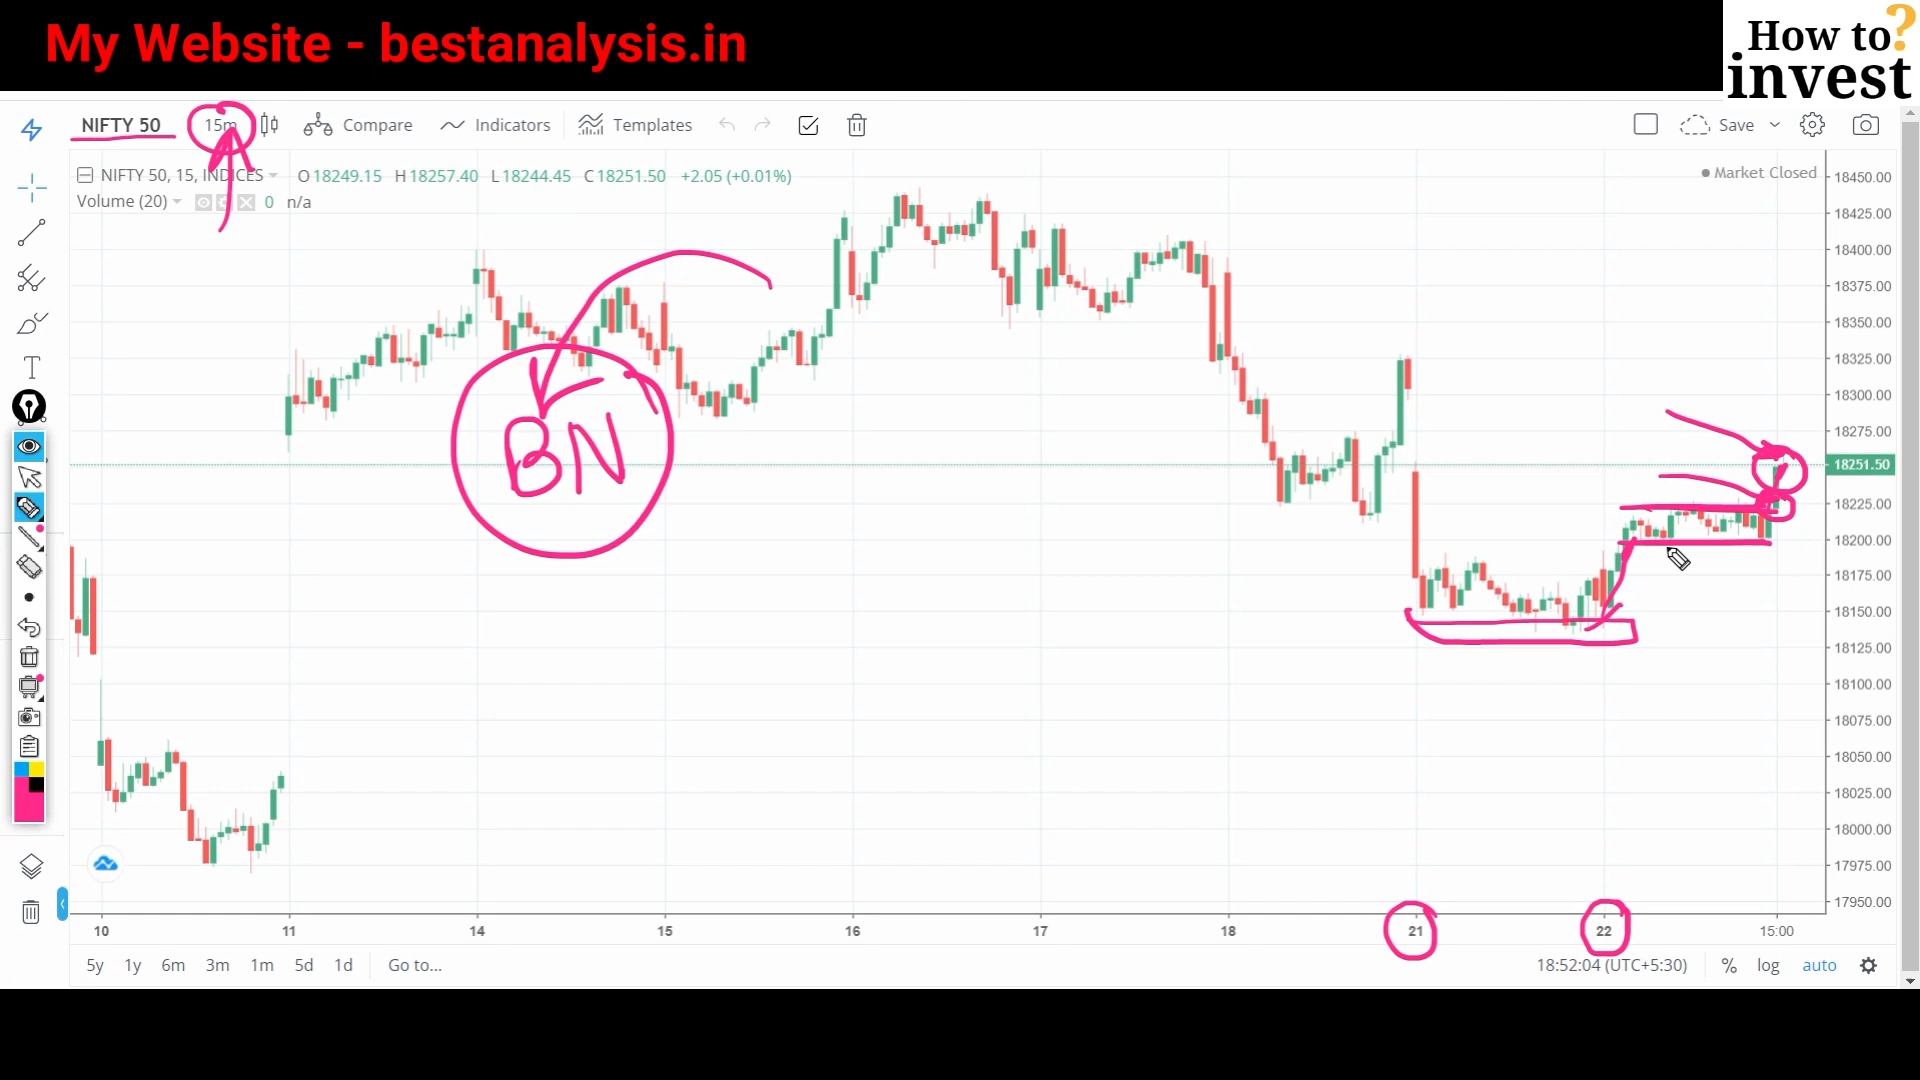 My Website - bestanalysis.in
How to?
invest
NIFTY 50 15m Compare Indicators Templates Save
NIFTY 50, 15, INDICES O18249.15 H18257.40 L18244.45 C18251.50 +2.05 (+0.01%)
Market Closed
Volume (20) 0 n/a
BN
18450.00
18425.00
18400.00
18375.00
18350.00
18325.00
18300.00
18275.00
18251.50
18225.00
18200.00
18175.00
18150.00
18125.00
18100.00
18075.00
18050.00
18025.00
18000.00
17975.00
17950.00
10 11 14 15 16 17 18 21 22 15:00
5y 1y 6m 3m 1m 5d 1d Go to... 18:52:04 (UTC+5:30) % log auto